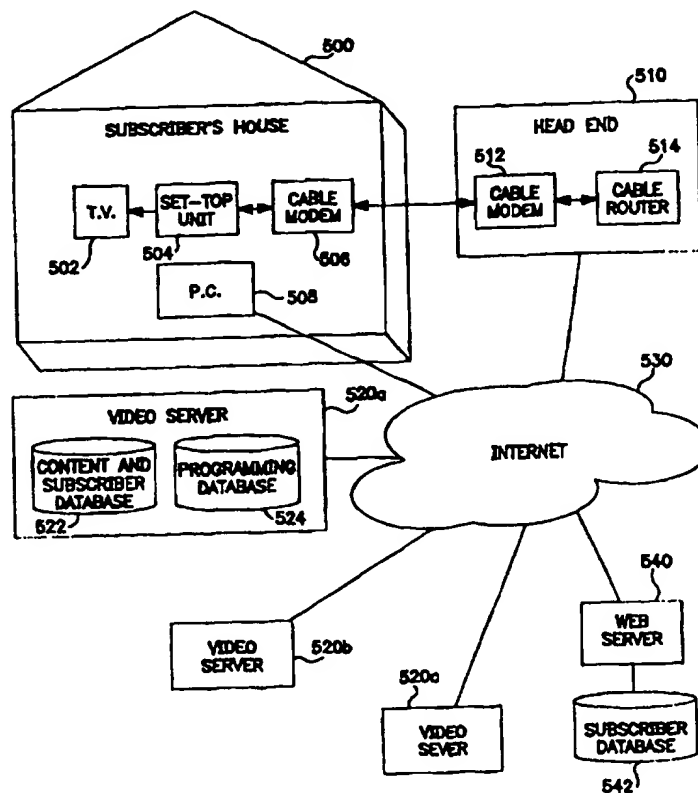 500
510
SUBSCRIBER'S HOUSE
HEAD END
512
514
T.V.
SET-TOP
UNIT
CABLE
MODEM
CABLE
MODEM
CABLE
ROUTER
502
504
506
P.C.
508
530
520a
VIDEO SERVER
INTERNET
CONTENT AND
SUBSCRIBER
DATABASE
PROGRAMMING
DATABASE
522
524
540
WEB
SERVER
VIDEO
SERVER
520b
520c
VIDEO
SEVER
SUBSCRIBER
DATABASE
542